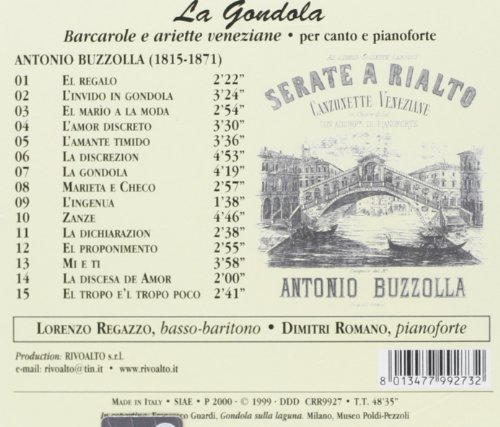 La Gondola
Barcarole e ariette veneziane • per canto e pianoforte
ANTONIO BUZZOLLA (1815-1871)
01 EL REGALO 2'22"
02 L'INVIDO IN GONDOLA 3'24"
03 EL MARÌO A LA MODA 2'54"
04 L'AMOR DISCRETO 3'30"
05 L'AMANTE TIMIDO 3'36"
06 LA DISCREZION 4'53"
07 LA GONDOLA 4'19"
08 MARIETA E CHECO 2'57"
09 L'INGENUA 1'38"
10 ZANZE 4'46"
11 LA DICHIARAZION 2'38"
12 EL PROPONIMENTO 2'55"
13 MI E TI 3'58"
14 LA DISCESA DE AMOR 2'00"
15 EL TROPO E'L TROPO POCO 2'41"
SERATE A RIALTO
CANZONETTE VENEZIANE
ANTONIO BUZZOLLA
LORENZO REGAZZO, basso-baritono • DIMITRI ROMANO, pianoforte
Production: RIVOALTO s.r.l.
e-mail: rivoalto@tin.it • www.rivoalto.it
8 013477 992732
MADE IN ITALY • SIAE • P 2000 • © 1999 • DDD CRR9927 • T.T. 48'35"
In copertina: Francesco Guardi, Gondola sulla laguna. Milano, Museo Poldi-Pezzoli